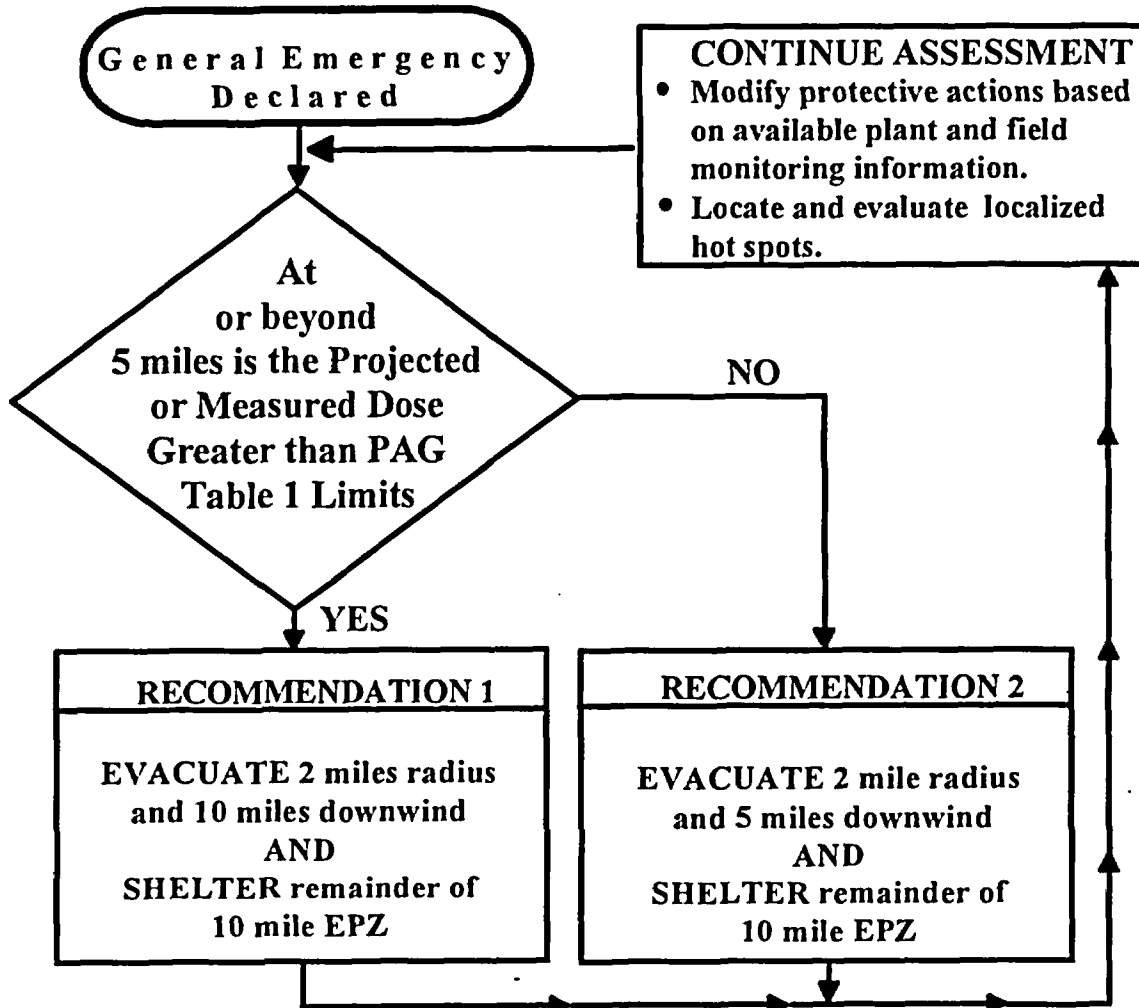 General Emergency
Declared
CONTINUE ASSESSMENT
• Modify protective actions based
on available plant and field
monitoring information.
• Locate and evaluate localized
hot spots.
At
or beyond
5 miles is the Projected
or Measured Dose
Greater than PAG
Table 1 Limits
NO
YES
RECOMMENDATION 1
EVACUATE 2 miles radius
and 10 miles downwind
AND
SHELTER remainder of
10 mile EPZ
RECOMMENDATION 2
EVACUATE 2 mile radius
and 5 miles downwind
AND
SHELTER remainder of
10 mile EPZ